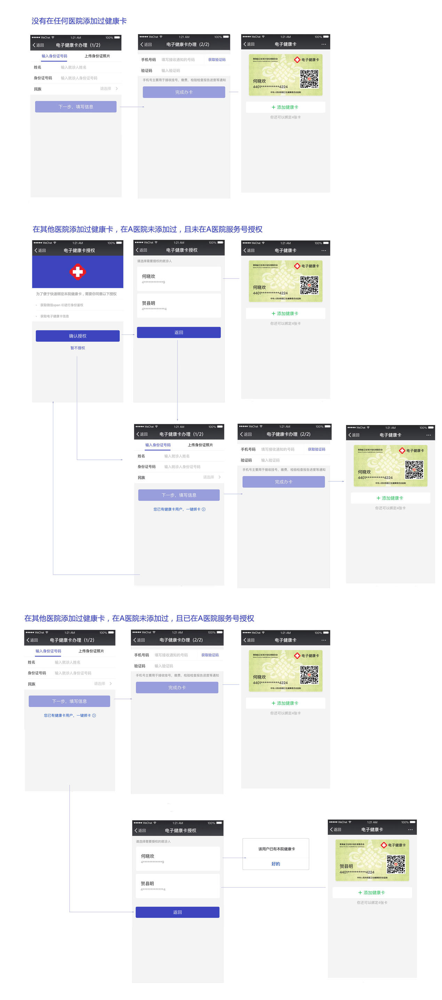 没有在任何医院添加过健康卡
WeChat 1:21 AM 100%
返回 电子健康卡办理 (1/2)
输入身份证号码 上传身份证照片
姓名 输入就诊人姓名
身份证号码 输入就诊人身份证号码
民族 请选择
下一步，填写信息
WeChat 1:21 AM 100%
返回 电子健康卡办理 (2/2)
手机号码 填写接收通知的号码 获取验证码
验证码 输入验证码
手机号主要用于接收挂号，缴费，检验检查报告进度等通知
完成办卡
WeChat 1:21 AM 100%
返回 电子健康卡 ···
青海省卫生和计划生育委员会 电子健康卡
何晓欢
4401**********4224
中华人民共和国卫生健康委员会监制
+ 添加健康卡
你还可以绑定4张卡
在其他医院添加过健康卡，在A医院未添加过，且未在A医院服务号授权
WeChat 1:21 AM 100%
返回 电子健康卡授权
为了便于快速绑定本院健康卡，需要你同意以下授权
获取微信open ID进行身份鉴权
获取电子健康卡信息
确认授权
暂不授权
WeChat 1:21 AM 100%
返回 电子健康卡授权
请选择需要授权的就诊人
何晓欢
4************9
贺县明
4*************4
返回
WeChat 1:21 AM 100%
返回 电子健康卡 ···
青海省卫生和计划生育委员会 电子健康卡
何晓欢
4401**********4224
中华人民共和国卫生健康委员会监制
+ 添加健康卡
你还可以绑定4张卡
WeChat 1:21 AM 100%
返回 电子健康卡办理 (1/2)
输入身份证号码 上传身份证照片
姓名 输入就诊人姓名
身份证号码 输入就诊人身份证号码
民族 请选择
下一步，填写信息
您已有健康卡用户，一键绑卡
WeChat 1:21 AM 100%
返回 电子健康卡办理 (2/2)
手机号码 填写接收通知的号码 获取验证码
验证码 输入验证码
手机号主要用于接收挂号，缴费，检验检查报告进度等通知
完成办卡
WeChat 1:21 AM 100%
返回 电子健康卡 ···
青海省卫生和计划生育委员会 电子健康卡
何晓欢
4401**********4224
中华人民共和国卫生健康委员会监制
+ 添加健康卡
你还可以绑定4张卡
在其他医院添加过健康卡，在A医院未添加过，且已在A医院服务号授权
WeChat 1:21 AM 100%
返回 电子健康卡办理 (1/2)
输入身份证号码 上传身份证照片
姓名 输入就诊人姓名
身份证号码 输入就诊人身份证号码
民族 请选择
下一步，填写信息
您已有健康卡用户，一键绑卡
WeChat 1:21 AM 100%
返回 电子健康卡办理 (2/2)
手机号码 填写接收通知的号码 获取验证码
验证码 输入验证码
手机号主要用于接收挂号，缴费，检验检查报告进度等通知
完成办卡
WeChat 1:21 AM 100%
返回 电子健康卡 ···
青海省卫生和计划生育委员会 电子健康卡
何晓欢
4401**********4224
中华人民共和国卫生健康委员会监制
+ 添加健康卡
你还可以绑定4张卡
WeChat 1:21 AM 100%
返回 电子健康卡授权
请选择需要授权的就诊人
何晓欢
4************9
贺县明
4*************4
返回
该用户已有本院健康卡
好的
WeChat 1:21 AM 100%
返回 电子健康卡 ···
青海省卫生和计划生育委员会 电子健康卡
贺县明
4401**********4224
中华人民共和国卫生健康委员会监制
+ 添加健康卡
你还可以绑定4张卡